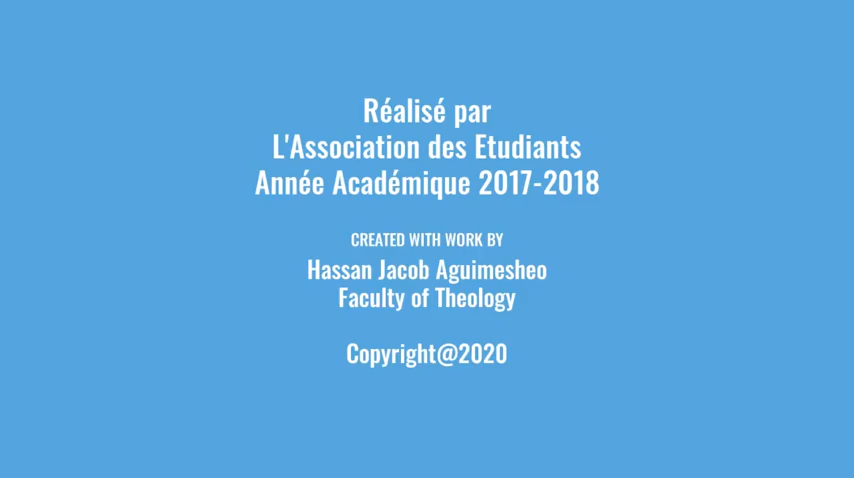 Réalisé par
L'Association des Etudiants
Année Académique 2017-2018
CREATED WITH WORK BY
Hassan Jacob Aguimesheo
Faculty of Theology
Copyright@2020